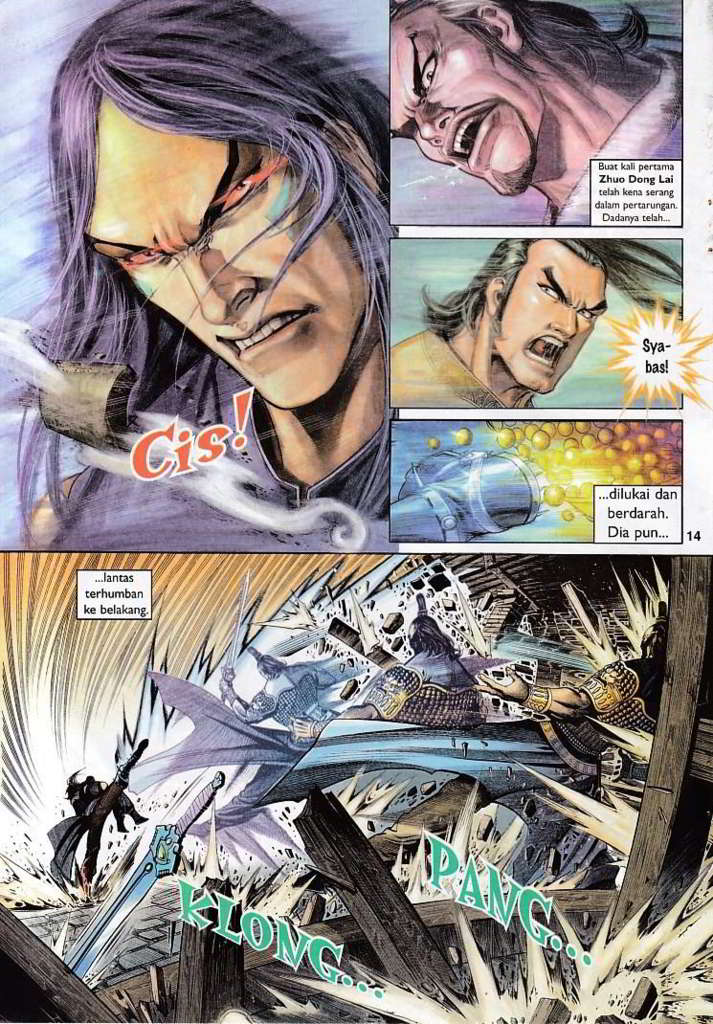 Buat kali pertama
Zhuo Dong Lai
telah kena serang
dalam pertarungan.
Dadanya telah...
Sya-
bas!
Cis!
...dilukai dan
berdarah.
Dia pun...
14
...lantas
terhumban
ke belakang.
PANG...
KLONG...